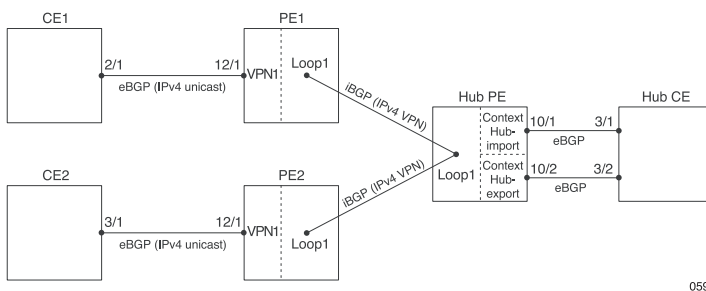 CE1
PE1
2/1
12/1
VPN1
Loop1
eBGP (IPv4 unicast)
iBGP (IPv4 VPN)
Hub PE
Hub CE
Context
Hub-
import
10/1
3/1
eBGP
Loop1
Context
Hub-
export
10/2
3/2
eBGP
CE2
PE2
3/1
12/1
VPN1
Loop1
eBGP (IPv4 unicast)
iBGP (IPv4 VPN)
059